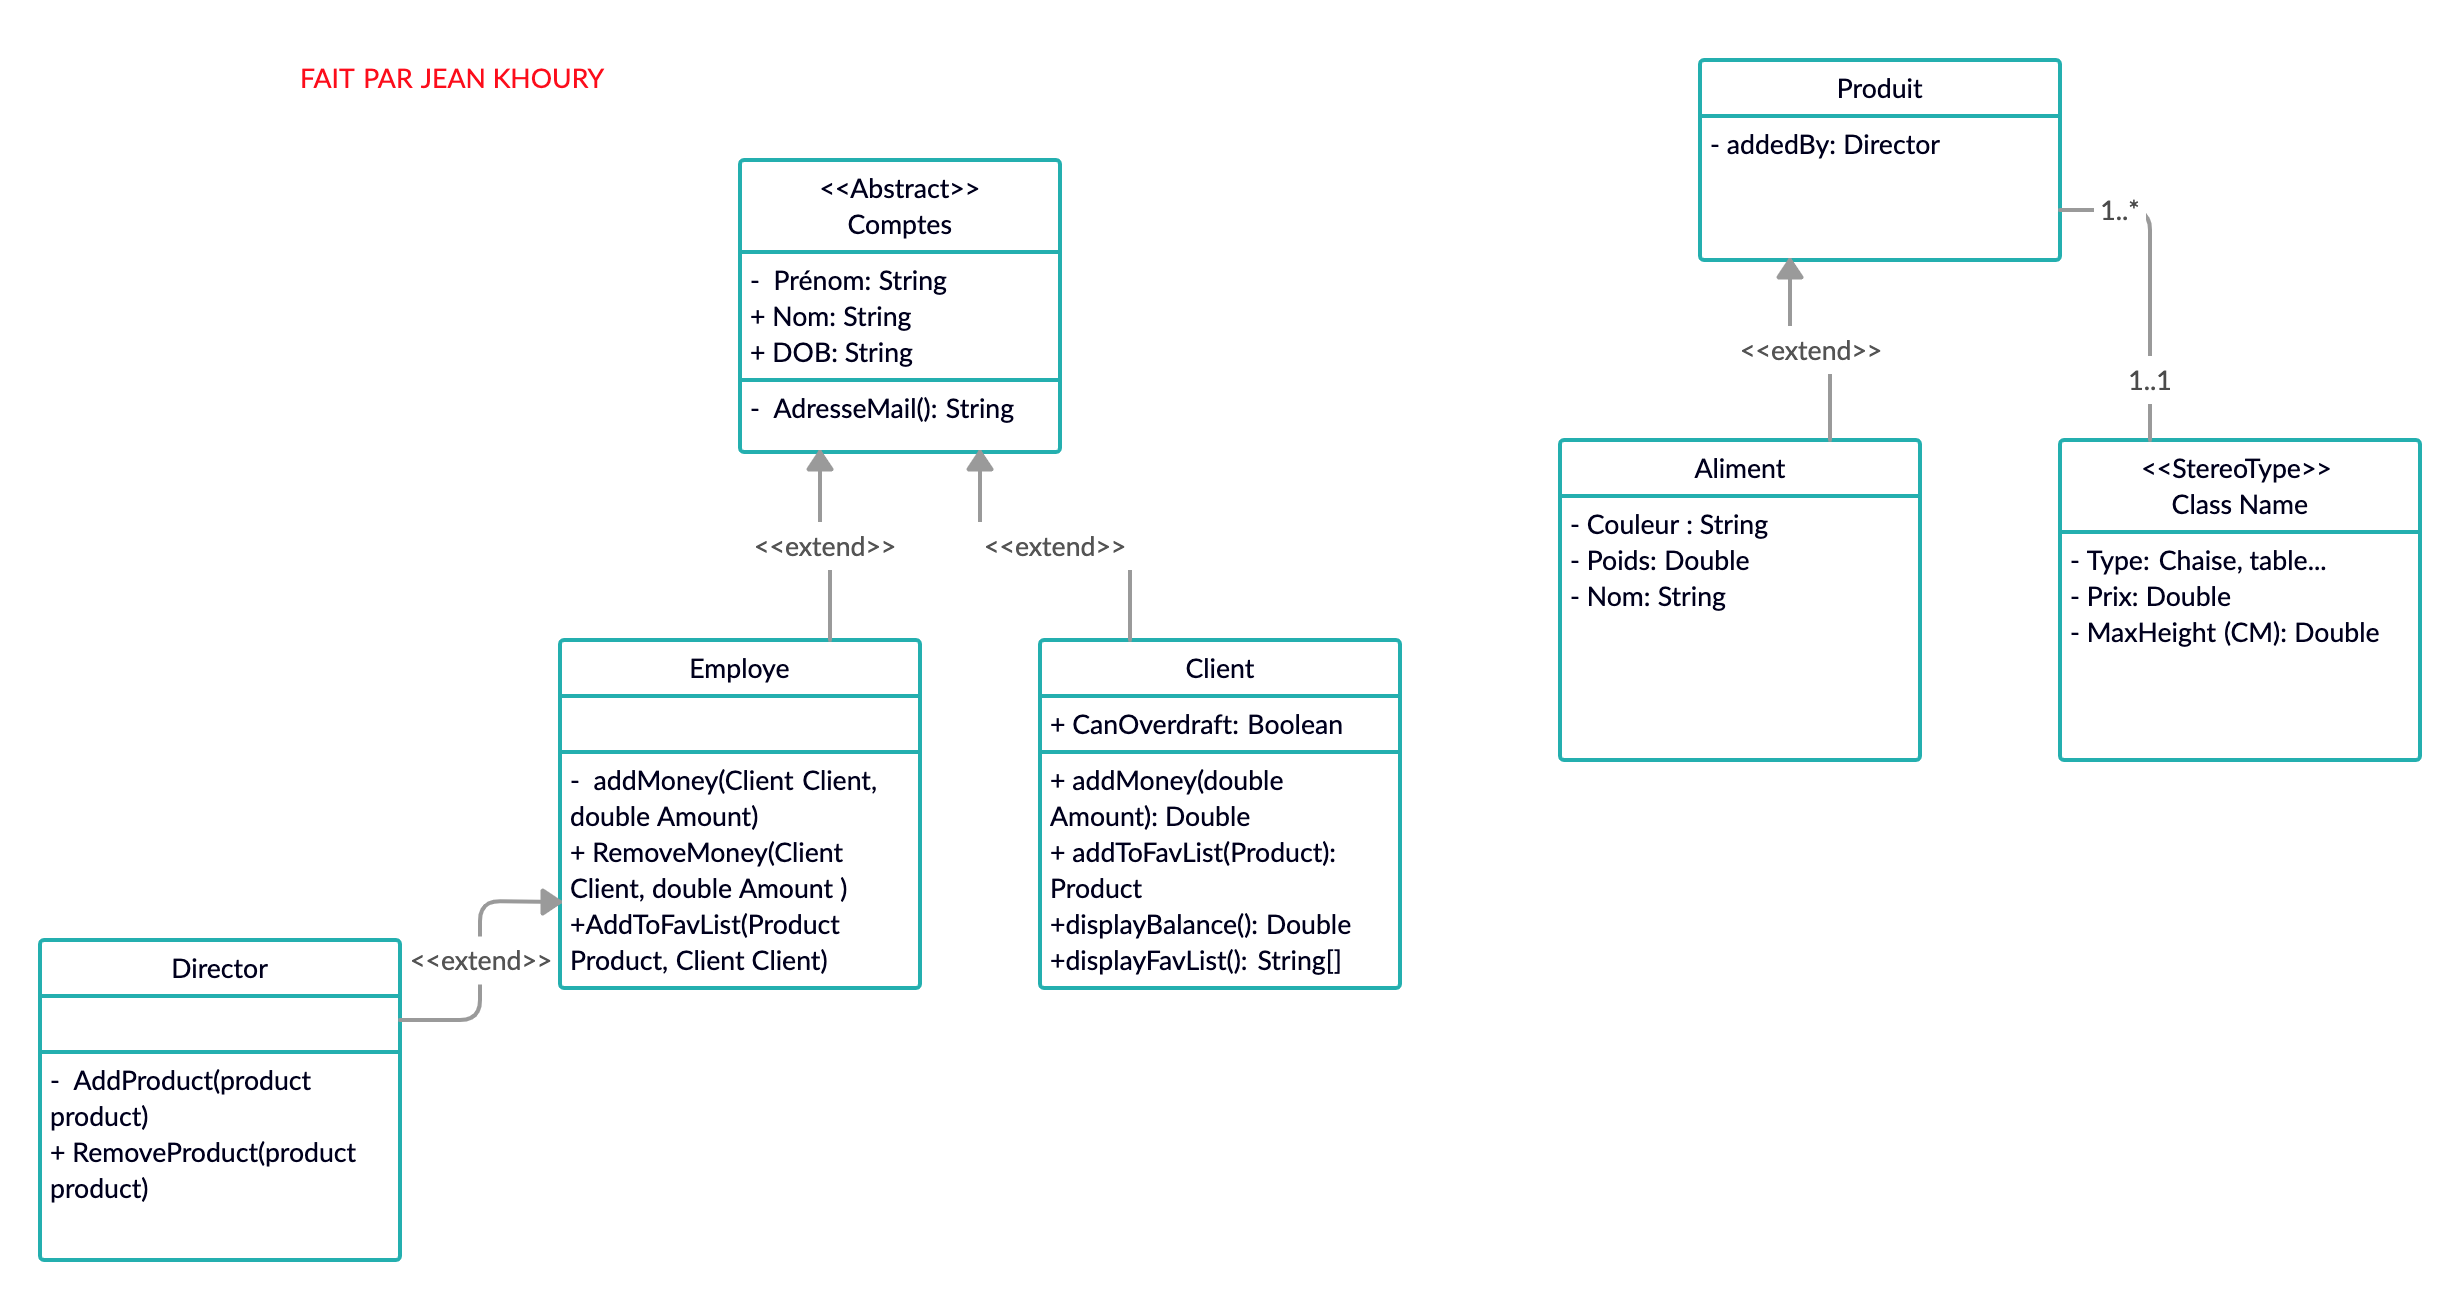 FAIT PAR JEAN KHOURY
<<Abstract>>
Comptes
- Prénom: String
+ Nom: String
+ DOB: String
- AdresseMail(): String
<<extend>>
<<extend>>
Employe
- addMoney(Client Client,
double Amount)
+ RemoveMoney(Client
Client, double Amount )
+AddToFavList(Product
Product, Client Client)
Client
+ CanOverdraft: Boolean
+ addMoney(double
Amount): Double
+ addToFavList(Product):
Product
+displayBalance(): Double
+displayFavList(): String[]
<<extend>>
Director
- AddProduct(product
product)
+ RemoveProduct(product
product)
Produit
- addedBy: Director
1..*
<<extend>>
1..1
Aliment
- Couleur : String
- Poids: Double
- Nom: String
<<StereoType>>
Class Name
- Type: Chaise, table...
- Prix: Double
- MaxHeight (CM): Double